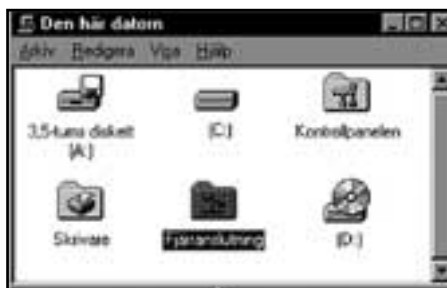 Den här datorn
Arkiv Redigera Visa Hjälp
3,5-tums diskett
(A:)
(C:)
Kontrollpanelen
Skrivare
Fjärranslutning
(D:)